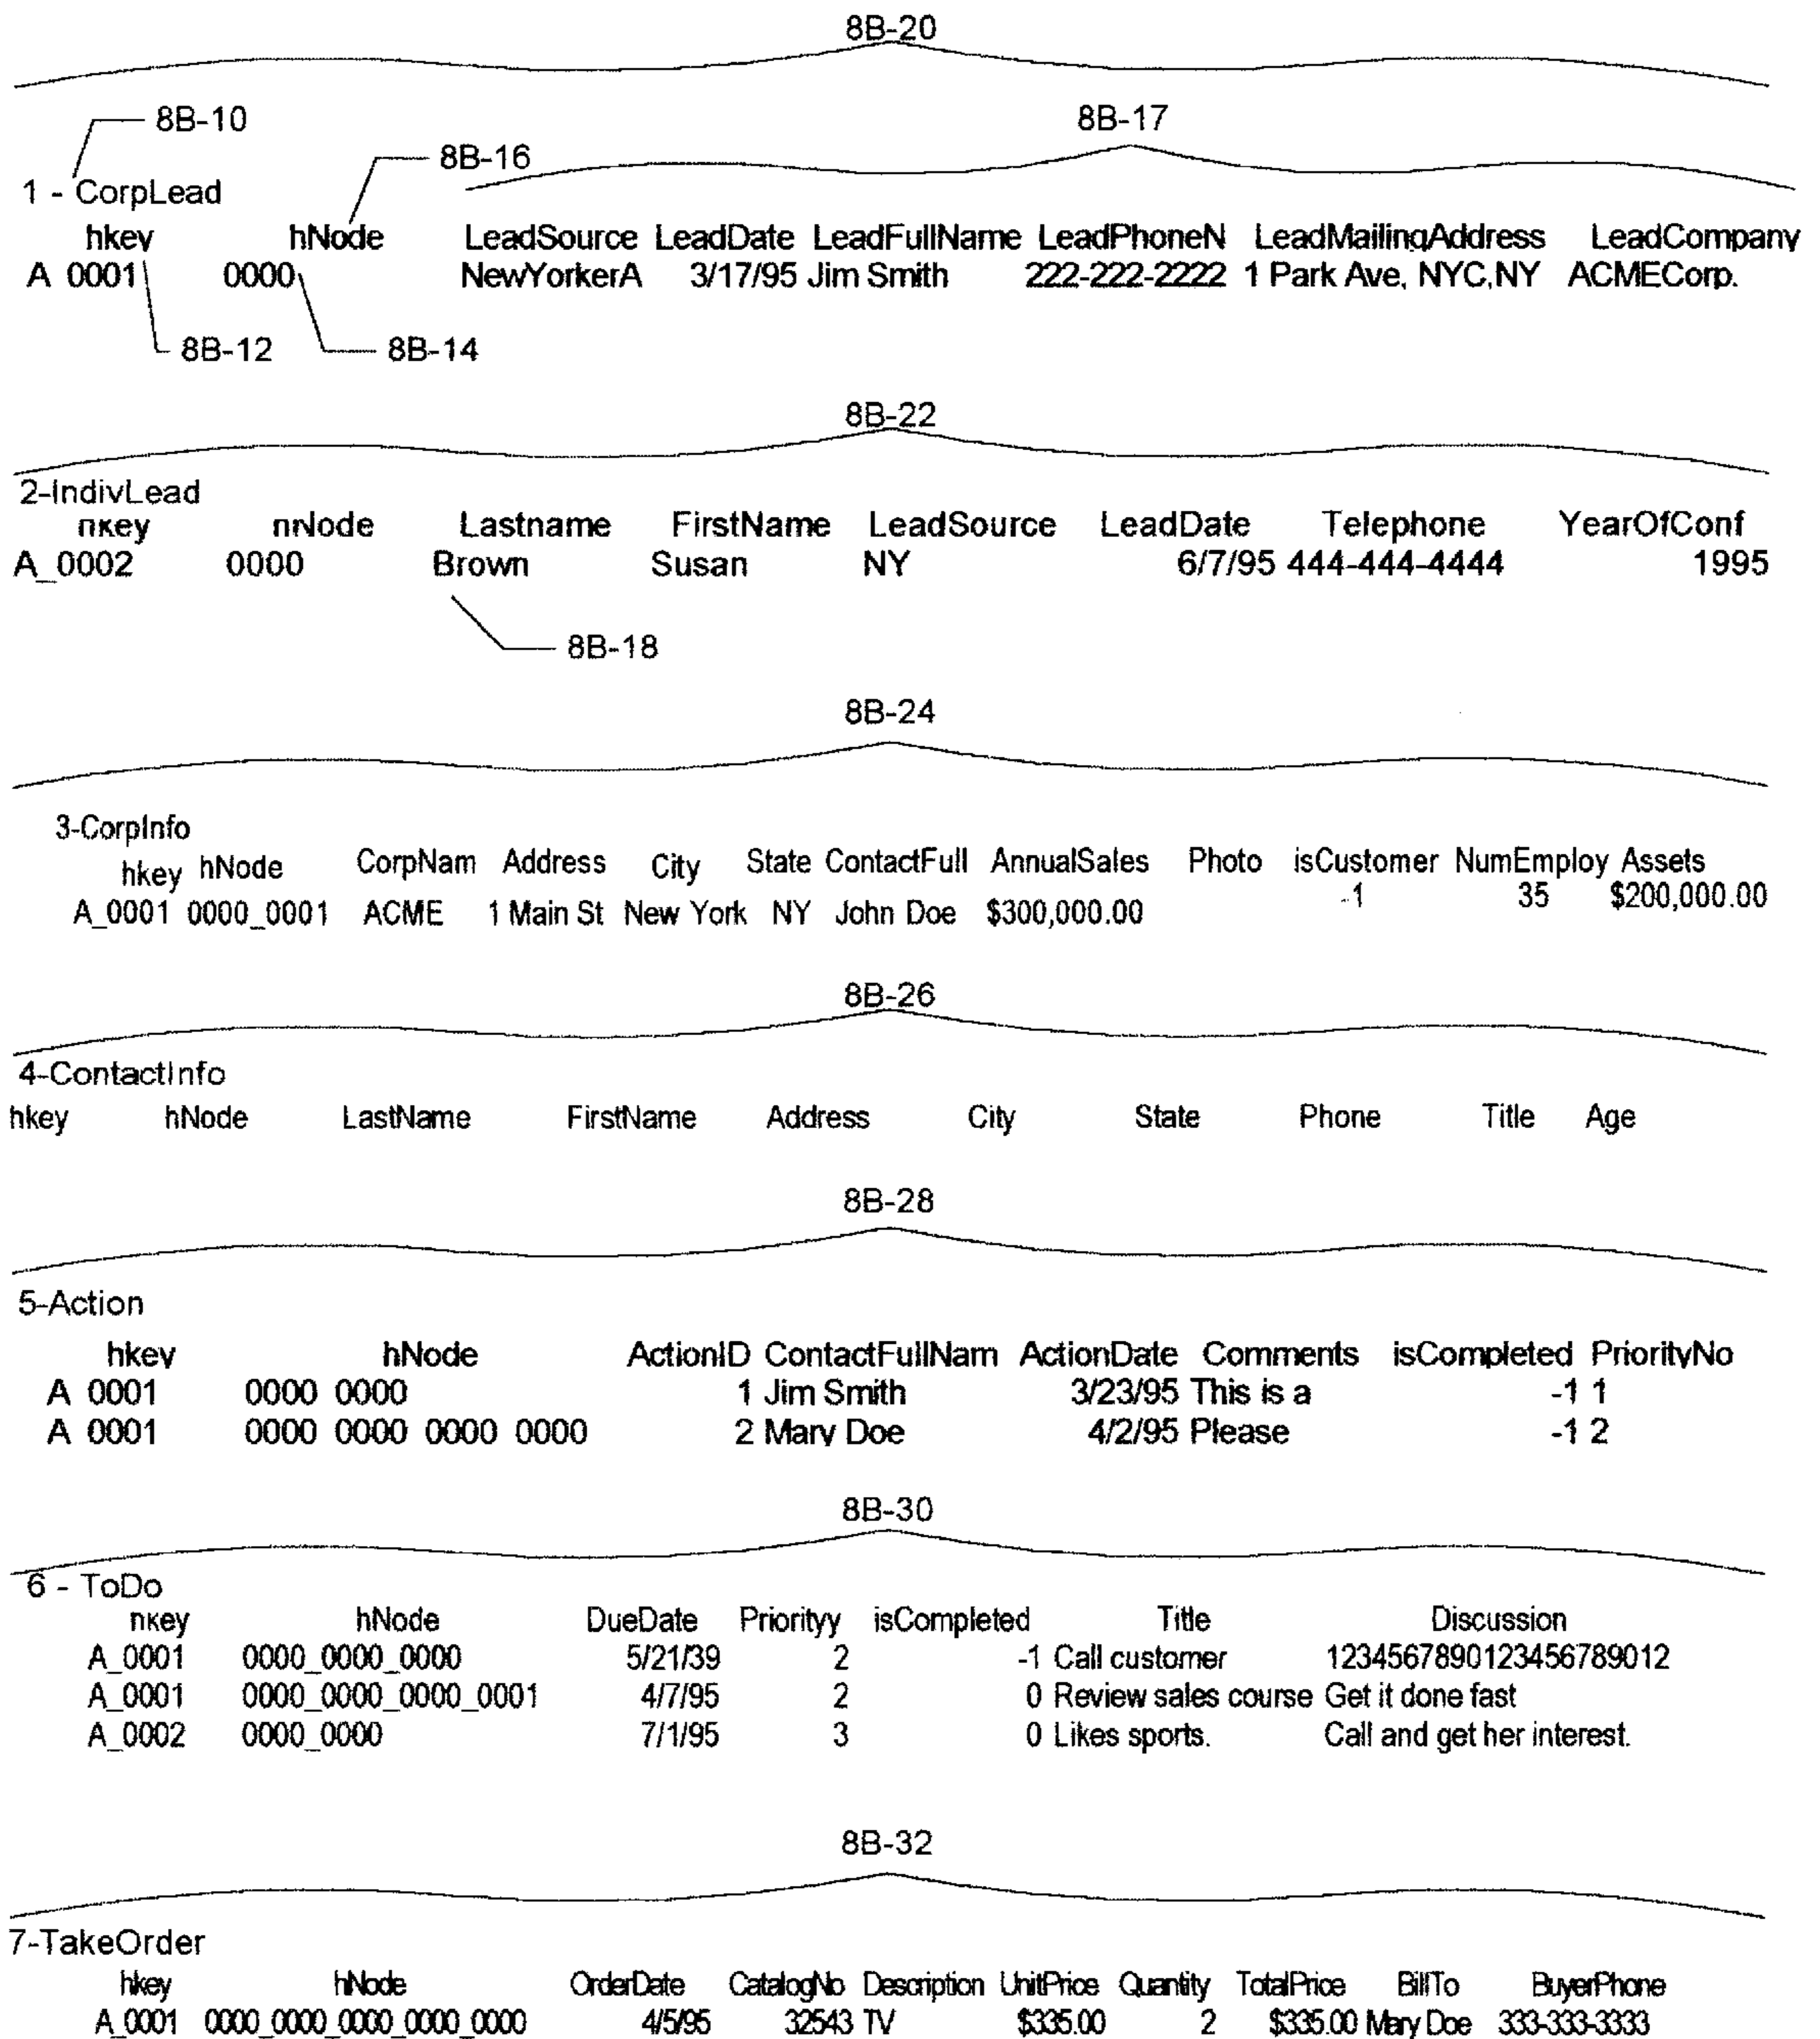 8B-20
8B-10
8B-17
8B-16
1 - CorpLead
hkey hNode LeadSource LeadDate LeadFullName LeadPhoneN LeadMailingAddress LeadCompany
A 0001 0000 NewYorkerA 3/17/95 Jim Smith 222-222-2222 1 Park Ave, NYC,NY ACMECorp.
8B-12 8B-14
8B-22
2-IndivLead
hkey hNode Lastname FirstName LeadSource LeadDate Telephone YearOfConf
A_0002 0000 Brown Susan NY 6/7/95 444-444-4444 1995
8B-18
8B-24
3-CorpInfo
hkey hNode CorpNam Address City State ContactFull AnnualSales Photo isCustomer NumEmploy Assets
A_0001 0000_0001 ACME 1 Main St New York NY John Doe $300,000.00 -1 35 $200,000.00
8B-26
4-ContactInfo
hkey hNode LastName FirstName Address City State Phone Title Age
8B-28
5-Action
hkey hNode ActionID ContactFullNam ActionDate Comments isCompleted PriorityNo
A 0001 0000 0000 1 Jim Smith 3/23/95 This is a -1 1
A 0001 0000 0000 0000 0000 2 Mary Doe 4/2/95 Please -1 2
8B-30
6 - ToDo
hkey hNode DueDate Priorityy isCompleted Title Discussion
A_0001 0000_0000_0000 5/21/39 2 -1 Call customer 1234567890123456789012
A_0001 0000_0000_0000_0001 4/7/95 2 0 Review sales course Get it done fast
A_0002 0000_0000 7/1/95 3 0 Likes sports. Call and get her interest.
8B-32
7-TakeOrder
hkey hNode OrderDate CatalogNo Description UnitPrice Quantity TotalPrice BillTo BuyerPhone
A_0001 0000_0000_0000_0000_0000 4/5/95 32543 TV $335.00 2 $335.00 Mary Doe 333-333-3333